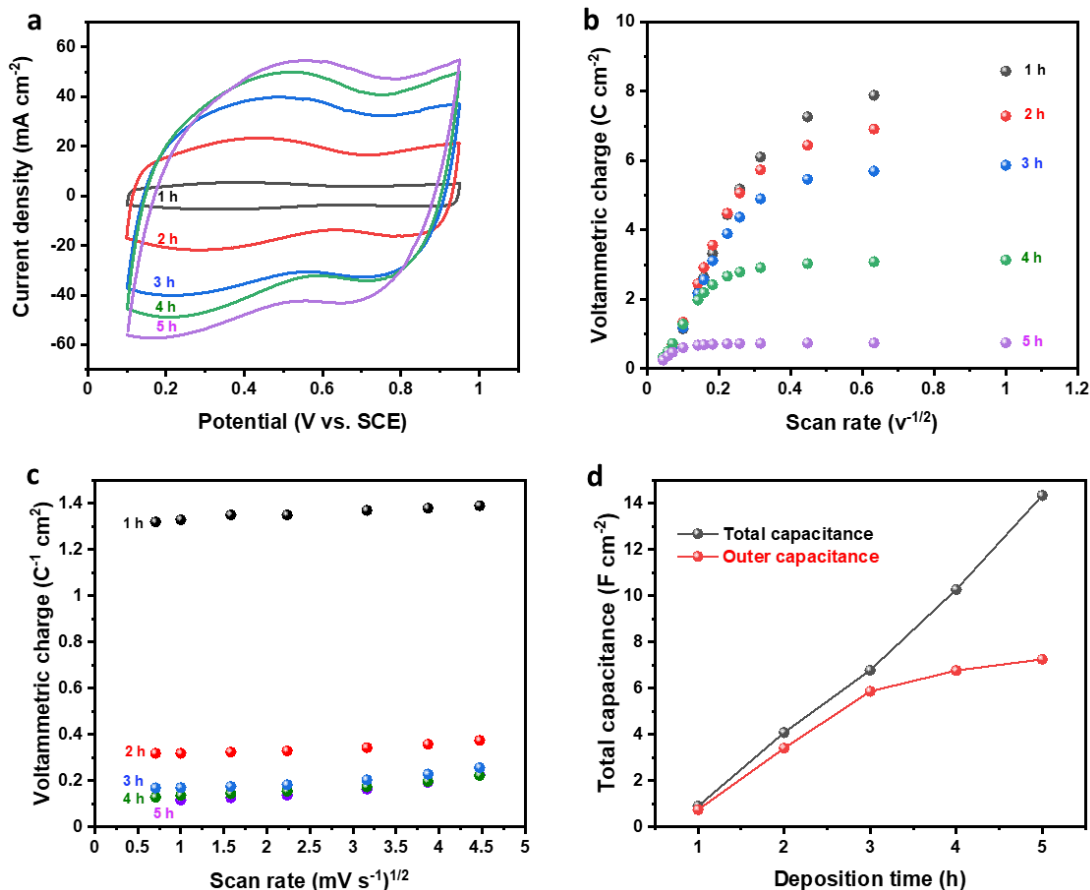 a
60
40
20
0
-20
-40
-60
1 h
2 h
3 h
4 h
5 h
0
0.2
0.4
0.6
0.8
1
Current density (mA cm⁻²)
Potential (V vs. SCE)
b
10
8
6
4
2
0
1 h
2 h
3 h
4 h
5 h
0
0.2
0.4
0.6
0.8
1
1.2
Voltammetric charge (C cm⁻²)
Scan rate (v⁻¹/²)
c
1.4
1.2
1
0.8
0.6
0.4
0.2
0
1 h
2 h
3 h
4 h
5 h
0
0.5
1
1.5
2
2.5
3
3.5
4
4.5
5
Voltammetric charge (C⁻¹ cm²)
Scan rate (mV s⁻¹)¹/²
d
14
12
10
8
6
4
2
0
Total capacitance
Outer capacitance
1
2
3
4
5
Total capacitance (F cm⁻²)
Deposition time (h)